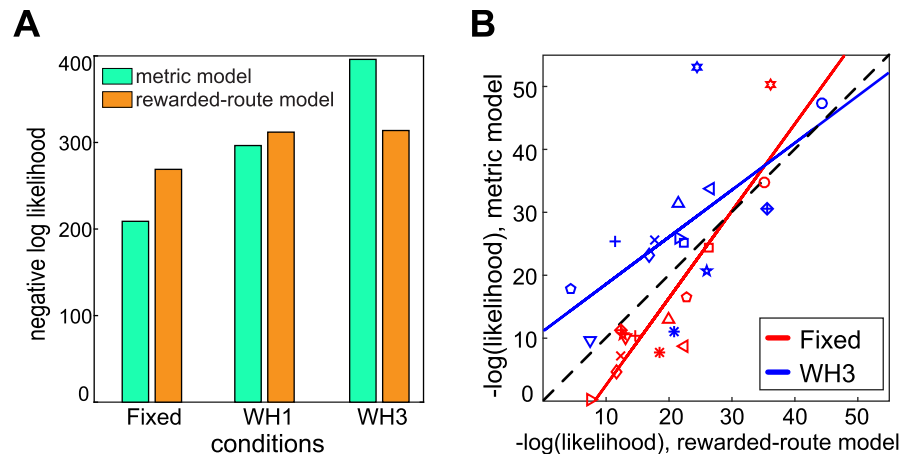 A
negative log likelihood
400
300
200
100
0
metric model
rewarded-route model
Fixed
WH1
WH3
conditions
B
-log(likelihood), metric model
50
40
30
20
10
0
Fixed
WH3
10
20
30
40
50
-log(likelihood), rewarded-route model